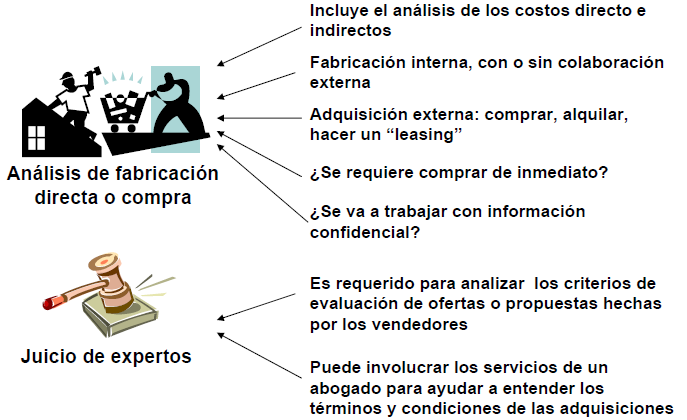 Incluye el análisis de los costos directo e
indirectos
Fabricación interna, con o sin colaboración
externa
Adquisición externa: comprar, alquilar,
hacer un “leasing”
¿Se requiere comprar de inmediato?
¿Se va a trabajar con información
confidencial?
Análisis de fabricación
directa o compra
Es requerido para analizar  los criterios de
evaluación de ofertas o propuestas hechas
por los vendedores
Puede involucrar los servicios de un
abogado para ayudar a entender los
términos y condiciones de las adquisiciones
Juicio de expertos